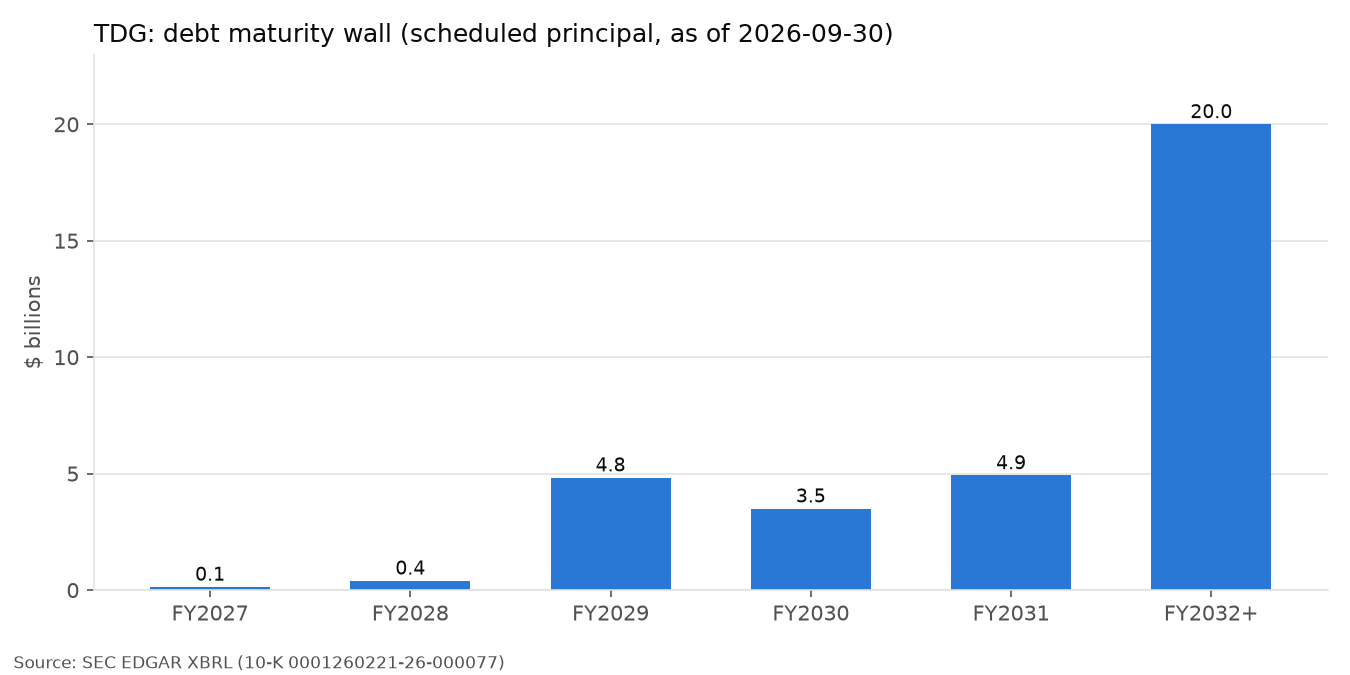 TDG: debt maturity wall (scheduled principal, as of 2026-09-30)
$ billions
20
15
10
5
0
0.1
0.4
4.8
3.5
4.9
20.0
FY2027
FY2028
FY2029
FY2030
FY2031
FY2032+
Source: SEC EDGAR XBRL (10-K 0001260221-26-000077)